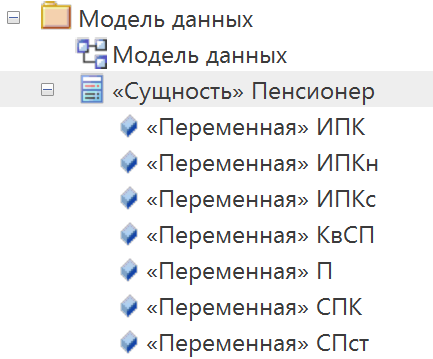 Модель данных
Модель данных
«Сущность» Пенсионер
«Переменная» ИПК
«Переменная» ИПКн
«Переменная» ИПКс
«Переменная» КвСП
«Переменная» П
«Переменная» СПК
«Переменная» СПст